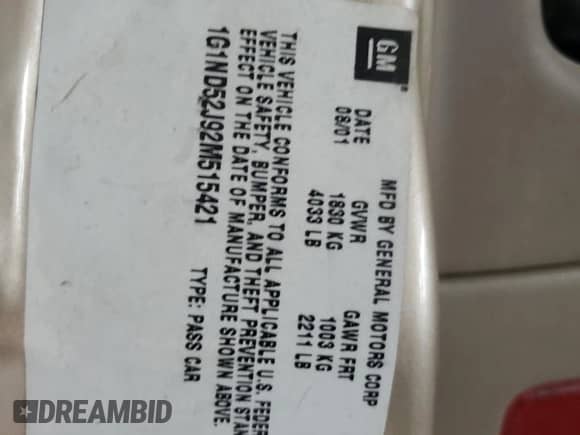 GM
MFD BY GENERAL MOTORS CORP
DATE GVWR GAWR FRT
08/01 1830 KG 1003 KG
4033 LB 2211 LB
THIS VEHICLE CONFORMS TO ALL APPLICABLE U.S. FEDER
VEHICLE SAFETY, BUMPER, AND THEFT PREVENTION STAN
EFFECT ON THE DATE OF MANUFACTURE SHOWN ABOVE.
1G1ND52J92M515421 TYPE: PASS CAR
DREAMBID